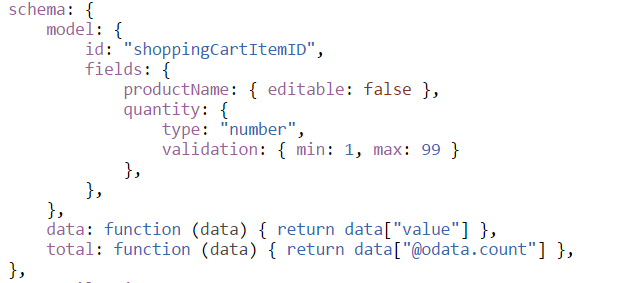 schema: {
model: {
id: "shoppingCartItemID",
fields: {
productName: { editable: false },
quantity: {
type: "number",
validation: { min: 1, max: 99 }
},
},
},
data: function (data) { return data["value"] },
total: function (data) { return data["@odata.count"] },
},